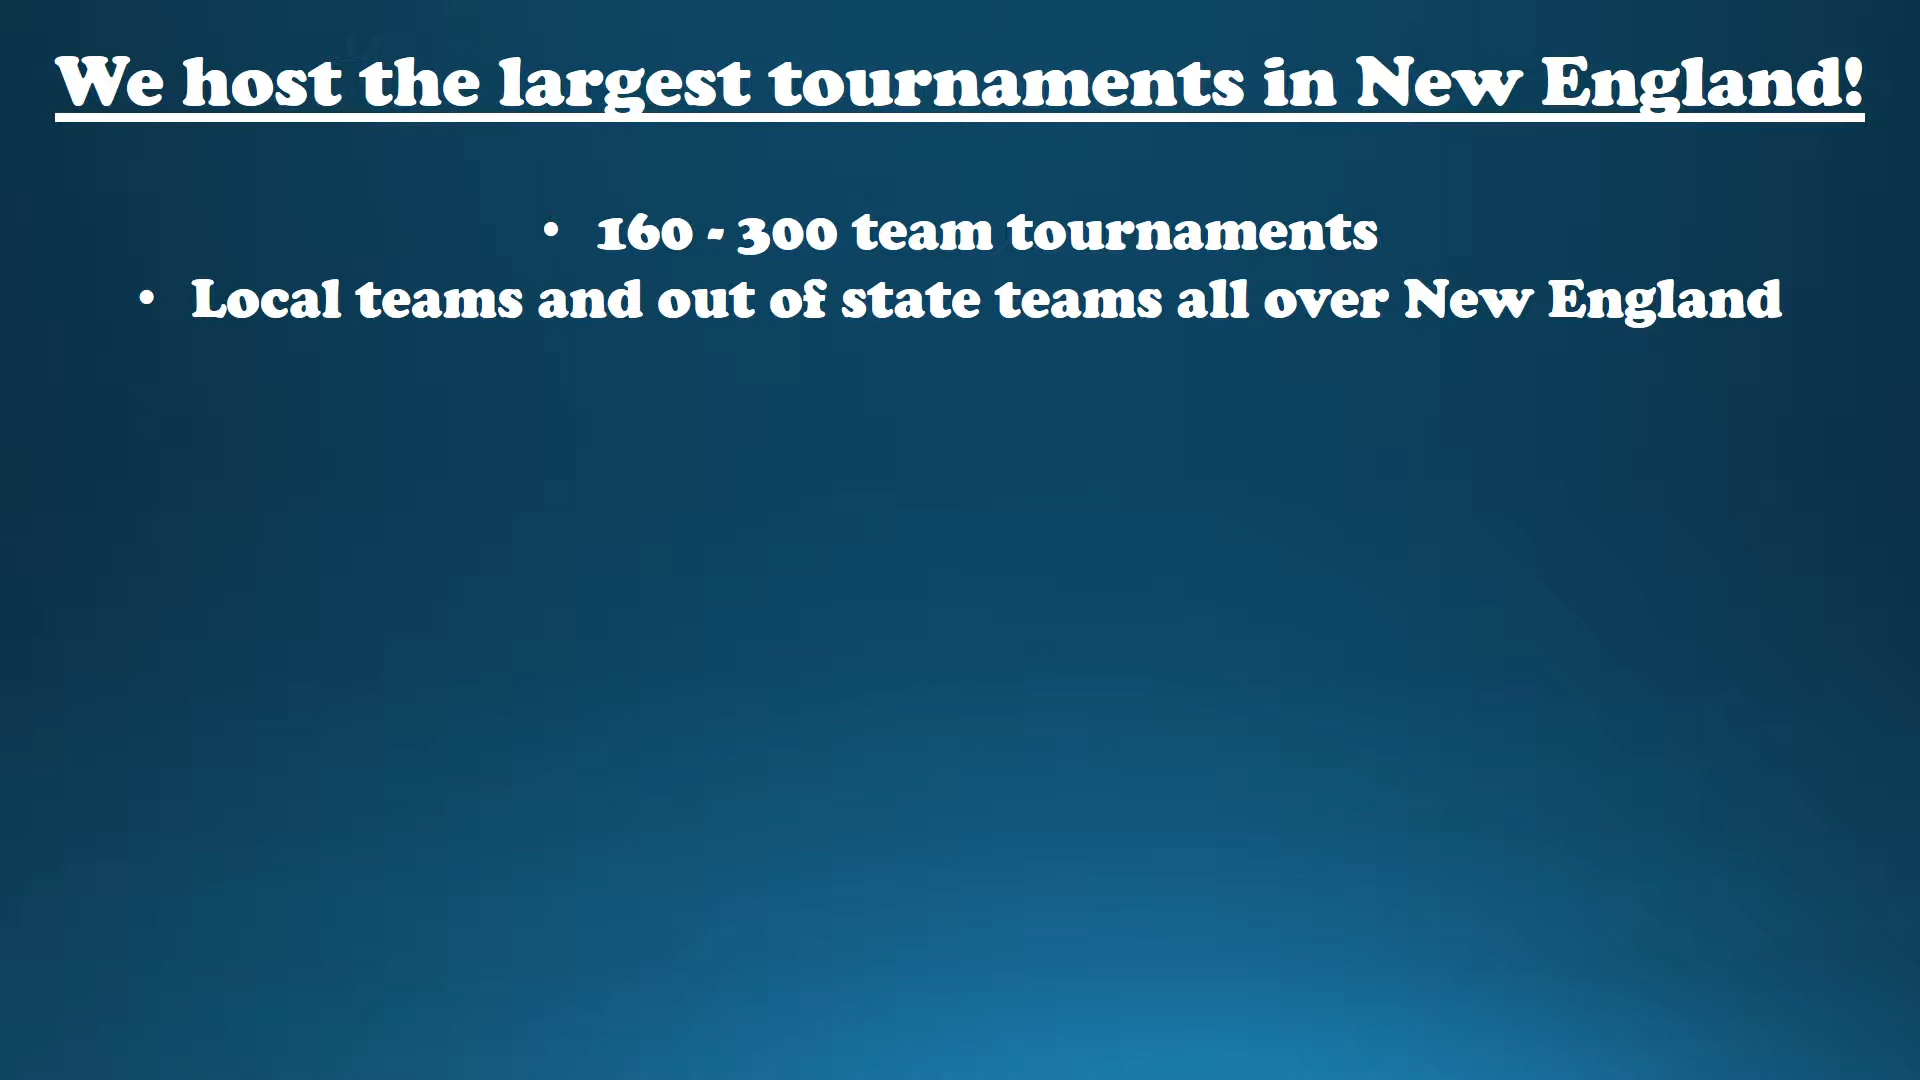 We host the largest tournaments in New England!
• 160 - 300 team tournaments
• Local teams and out of state teams all over New England